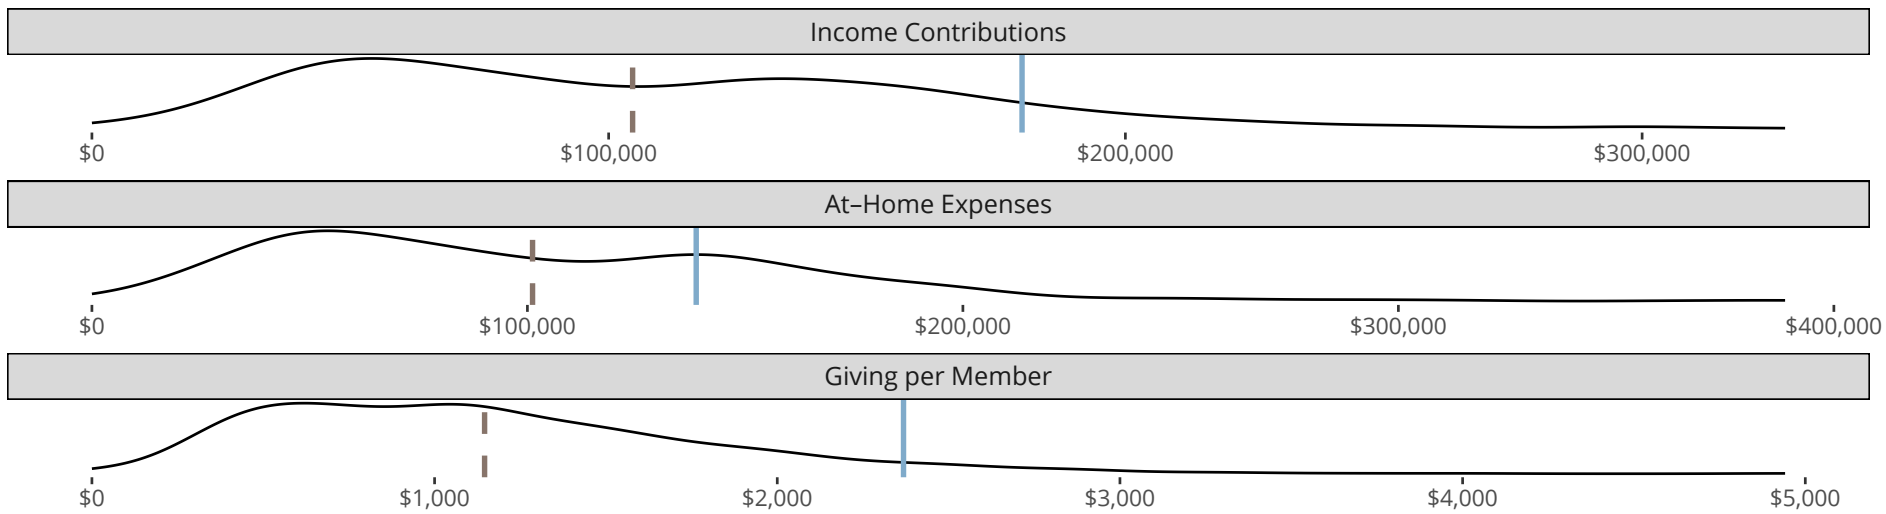 Income Contributions
$0 $100,000 $200,000 $300,000
At–Home Expenses
$0 $100,000 $200,000 $300,000 $400,000
Giving per Member
$0 $1,000 $2,000 $3,000 $4,000 $5,000